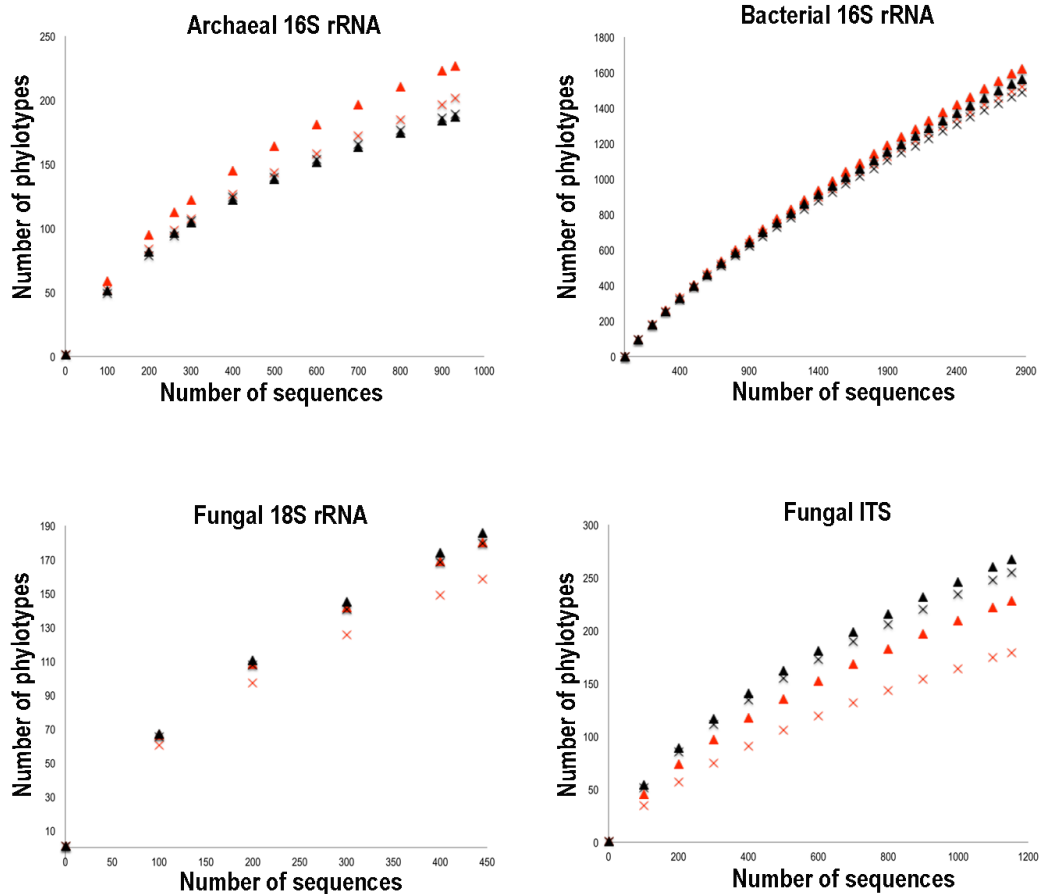 Archaeal 16S rRNA
Number of phylotypes
250
200
150
100
50
0
0 100 200 300 400 500 600 700 800 900 1000
Number of sequences
Bacterial 16S rRNA
Number of phylotypes
1800
1600
1400
1200
1000
800
600
400
200
0
400 900 1400 1900 2400 2900
Number of sequences
Fungal 18S rRNA
Number of phylotypes
190
170
150
130
110
90
70
50
30
10
0 50 100 150 200 250 300 350 400 450
Number of sequences
Fungal ITS
Number of phylotypes
300
250
200
150
100
50
0
0 200 400 600 800 1000 1200
Number of sequences